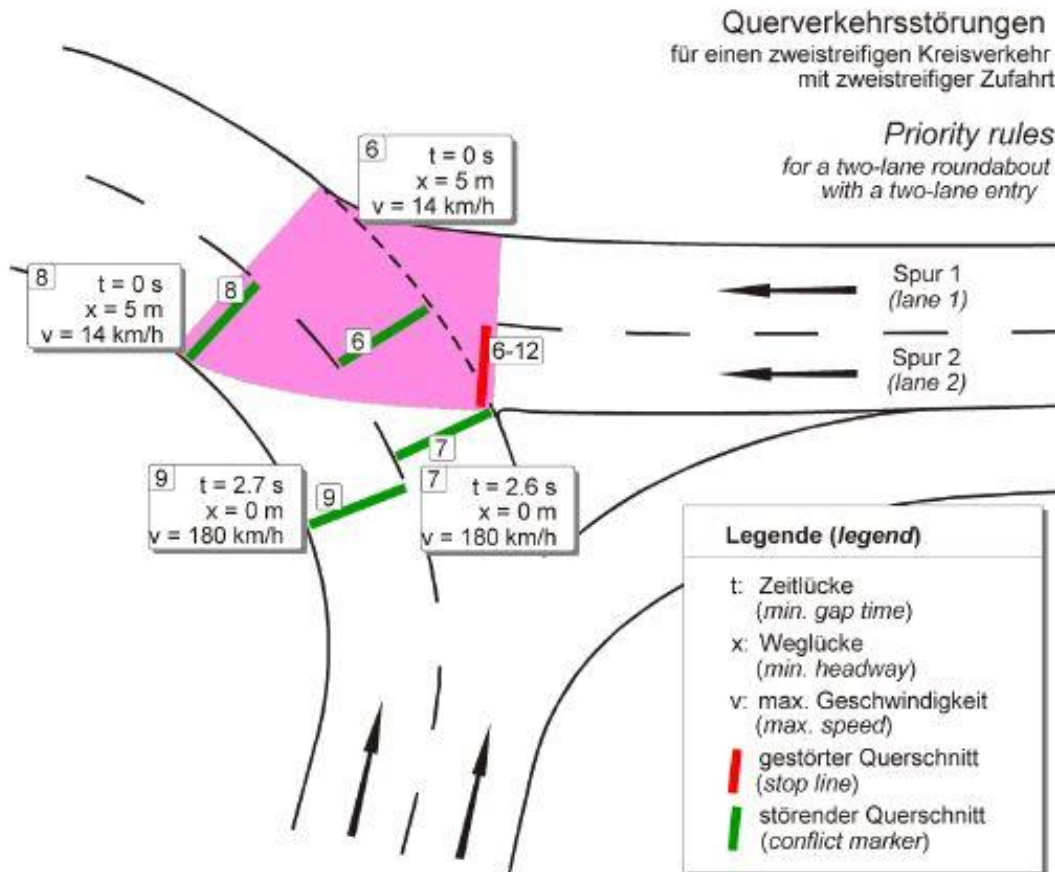 Querverkehrsstörungen
für einen zweistreifigen Kreisverkehr
mit zweistreifiger Zufahrt
Priority rules
for a two-lane roundabout
with a two-lane entry
6
t = 0 s
x = 5 m
v = 14 km/h
8
t = 0 s
x = 5 m
v = 14 km/h
8
6
6-12
Spur 1
(lane 1)
Spur 2
(lane 2)
7
9
9
t = 2.7 s
x = 0 m
v = 180 km/h
7
t = 2.6 s
x = 0 m
v = 180 km/h
Legende (legend)
t: Zeitlücke
(min. gap time)
x: Weglücke
(min. headway)
v: max. Geschwindigkeit
(max. speed)
gestörter Querschnitt
(stop line)
störender Querschnitt
(conflict marker)